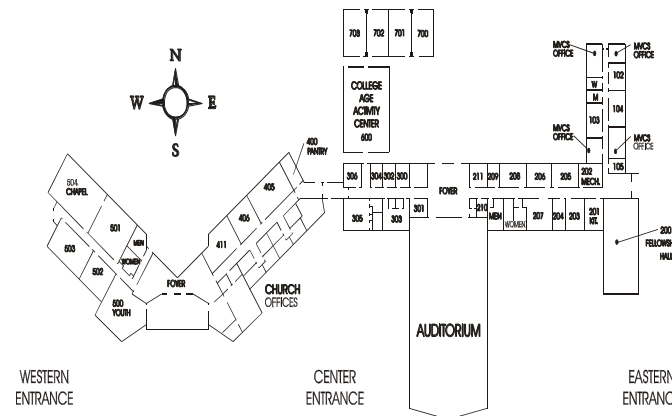 703 702 701 700
COLLEGE
AGE
ACTIVITY
CENTER
600
MVCS
OFFICE
MVCS
OFFICE
102
W
M
104
103
MVCS
OFFICE
MVCS
OFFICE
105
N
W E
S
400
PANTRY
405
406
411
504
CHAPEL
501
MEN
WOMEN
503
502
500
YOUTH
FOYER
CHURCH
OFFICES
306 304 302 300
FOYER
211 209 208 206 205 202
MECH.
305 303 301
210 MEN WOMEN 207 204 203 201
KIT.
200
FELLOWSH
HALL
AUDITORIUM
WESTERN
ENTRANCE
CENTER
ENTRANCE
EASTERN
ENTRANC